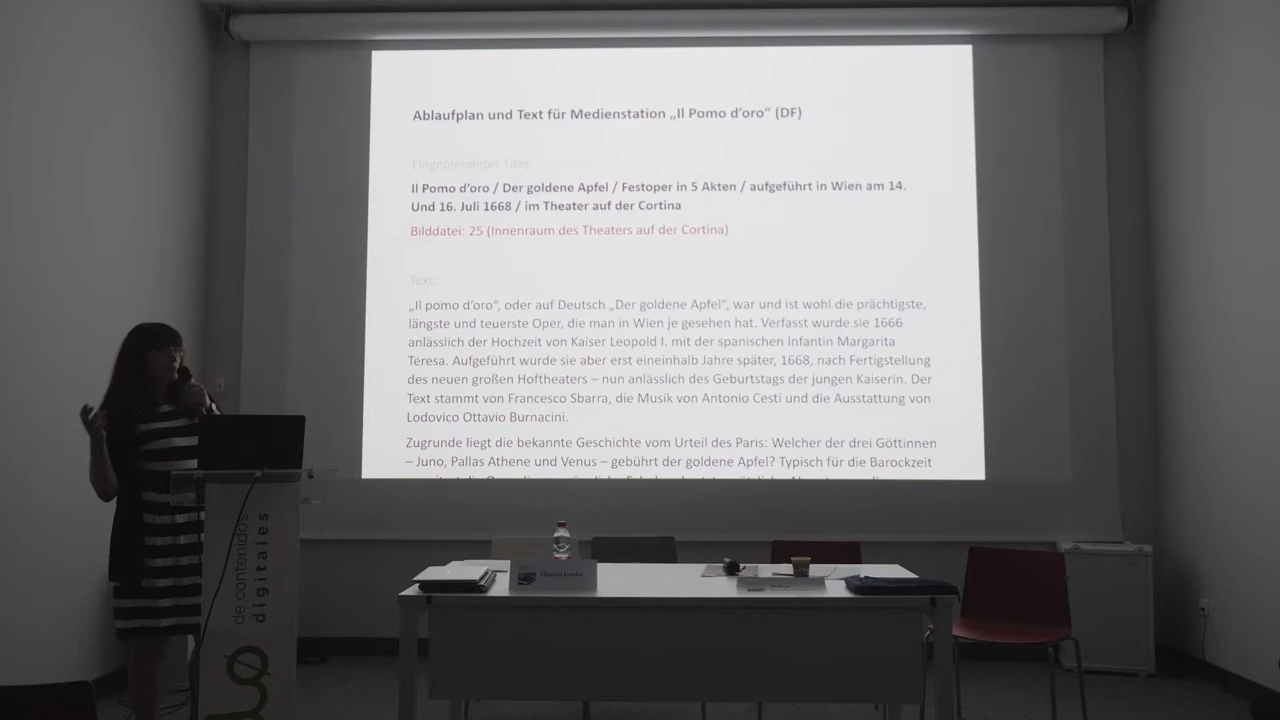 Ablaufplan und Text für Medienstation „Il Pomo d’oro“ (DF)
Eingeblendeter Titel:
Il Pomo d’oro / Der goldene Apfel / Festoper in 5 Akten / aufgeführt in Wien am 14.
Und 16. Juli 1668 / im Theater auf der Cortina
Bilddatei: 25 (Innenraum des Theaters auf der Cortina)
Text:
„Il pomo d’oro“, oder auf Deutsch „Der goldene Apfel“, war und ist wohl die prächtigste,
längste und teuerste Oper, die man in Wien je gesehen hat. Verfasst wurde sie 1666
anlässlich der Hochzeit von Kaiser Leopold I. mit der spanischen Infantin Margarita
Teresa. Aufgeführt wurde sie aber erst eineinhalb Jahre später, 1668, nach Fertigstellung
des neuen großen Hoftheaters – nun anlässlich des Geburtstags der jungen Kaiserin. Der
Text stammt von Francesco Sbarra, die Musik von Antonio Cesti und die Ausstattung von
Lodovico Ottavio Burnacini.
Zugrunde liegt die bekannte Geschichte vom Urteil des Paris: Welcher der drei Göttinnen
– Juno, Pallas Athene und Venus – gebührt der goldene Apfel? Typisch für die Barockzeit
de contenidos
digitales